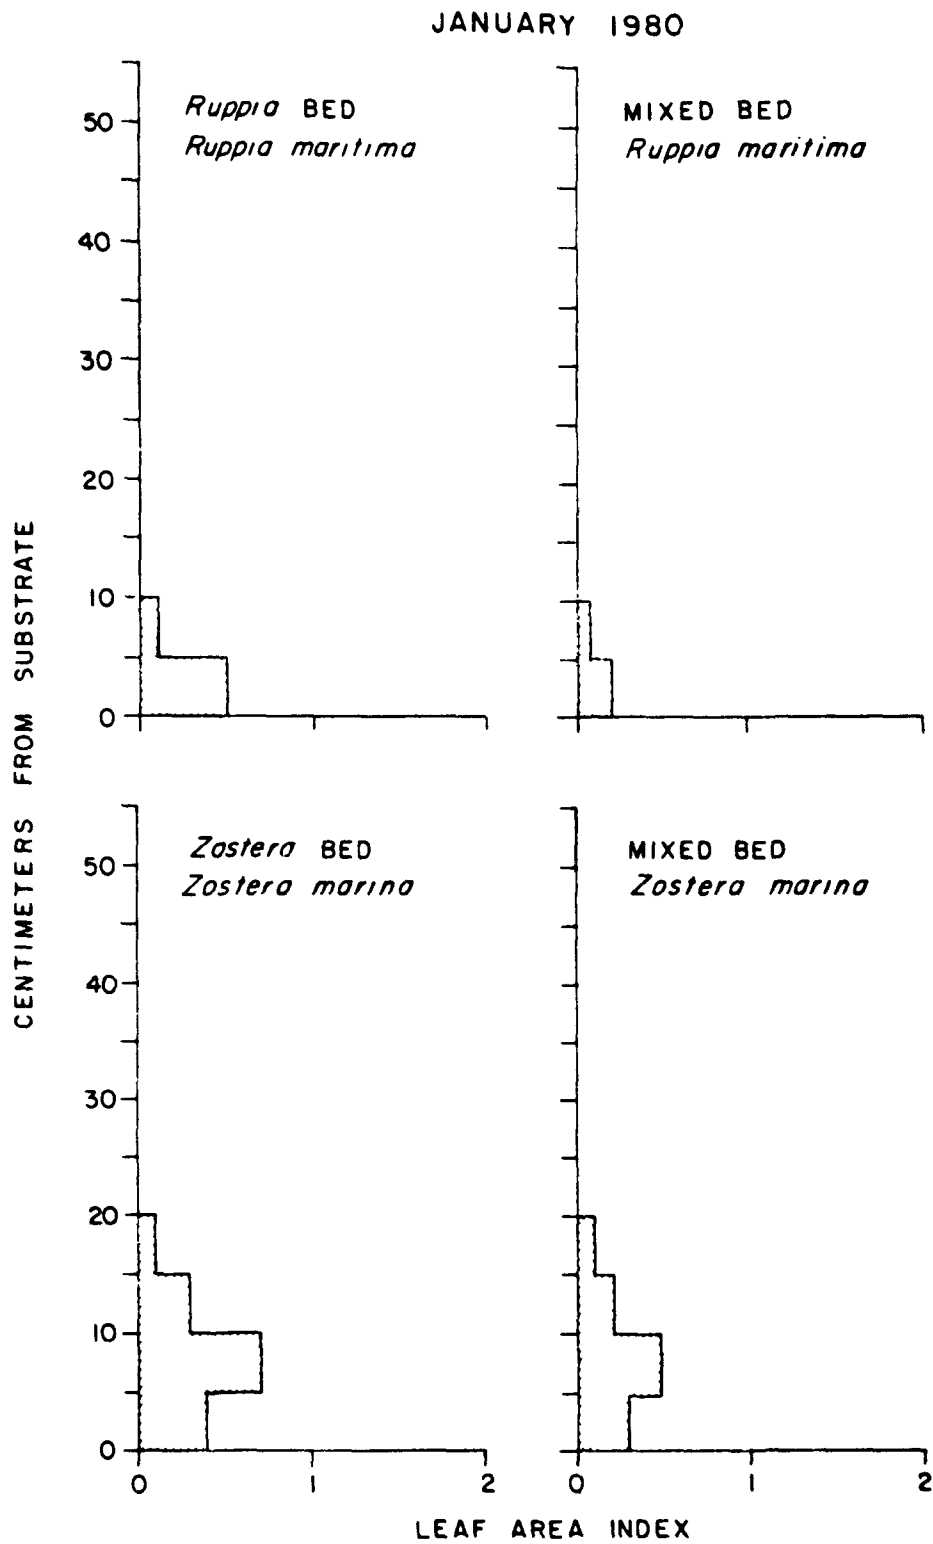 JANUARY 1980
Ruppia BED
Ruppia maritima
MIXED BED
Ruppia maritima
50
40
30
20
10
0
CENTIMETERS FROM SUBSTRATE
Zostera BED
Zostera marina
MIXED BED
Zostera marina
50
40
30
20
10
0
0 1 2
0 1 2
LEAF AREA INDEX